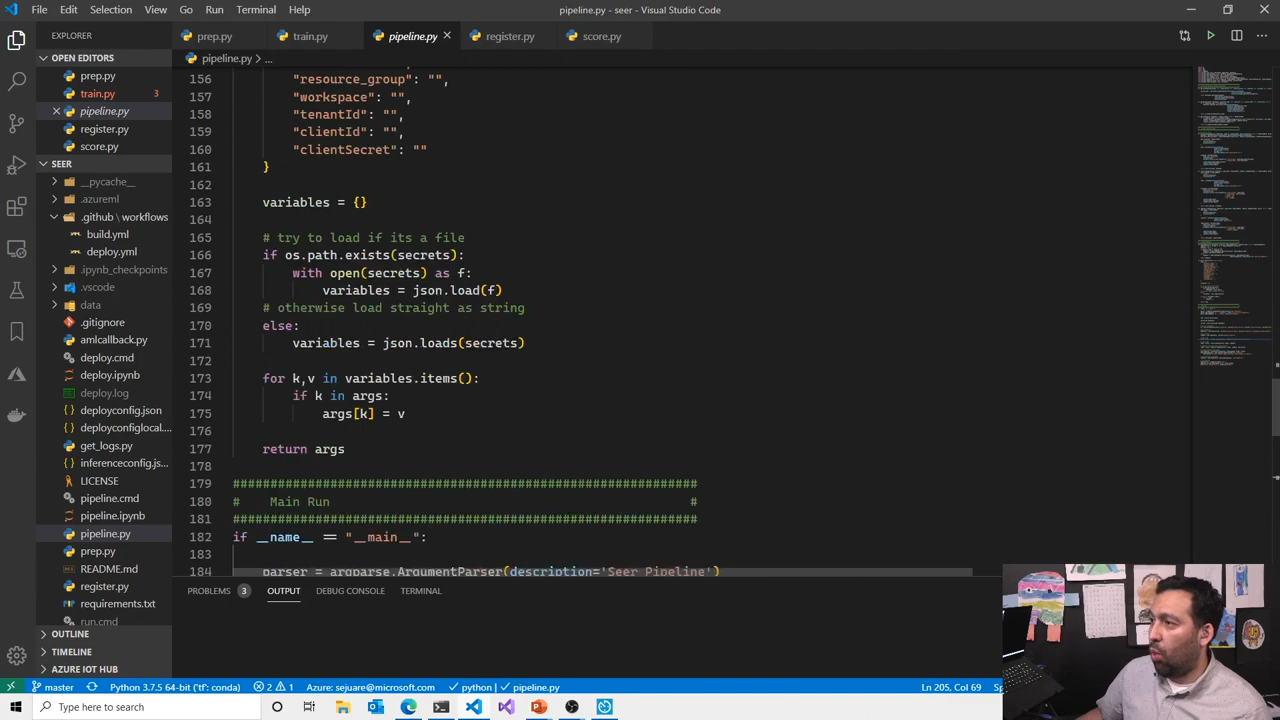 File Edit Selection View Go Run Terminal Help
pipeline.py - seer - Visual Studio Code
EXPLORER
prep.py train.py pipeline.py register.py score.py
pipeline.py > ...
OPEN EDITORS
prep.py
train.py 3
pipeline.py
register.py
score.py
SEER
__pycache__
.azureml
.github \ workflows
build.yml
deploy.yml
.ipynb_checkpoints
.vscode
data
.gitignore
amlcallback.py
deploy.cmd
deploy.ipynb
deploy.log
deployconfig.json
deployconfiglocal....
get_logs.py
inferenceconfig.js...
LICENSE
pipeline.cmd
pipeline.ipynb
pipeline.py
prep.py
README.md
register.py
requirements.txt
run.cmd
OUTLINE
TIMELINE
AZURE IOT HUB
156 "resource_group": "",
157 "workspace": "",
158 "tenantId": "",
159 "clientId": "",
160 "clientSecret": ""
161 }
162
163 variables = {}
164
165 # try to load if its a file
166 if os.path.exists(secrets):
167 with open(secrets) as f:
168 variables = json.load(f)
169 # otherwise load straight as string
170 else:
171 variables = json.loads(secrets)
172
173 for k,v in variables.items():
174 if k in args:
175 args[k] = v
176
177 return args
178
179 ##############################################################
180 # Main Run #
181 ##############################################################
182 if __name__ == "__main__":
183
184 parser = argparse.ArgumentParser(description='Seer Pipeline')
PROBLEMS 3 OUTPUT DEBUG CONSOLE TERMINAL
master Python 3.7.5 64-bit ('tf': conda) 2 1 Azure: sejuare@microsoft.com python | pipeline.py Ln 205, Col 69
Type here to search